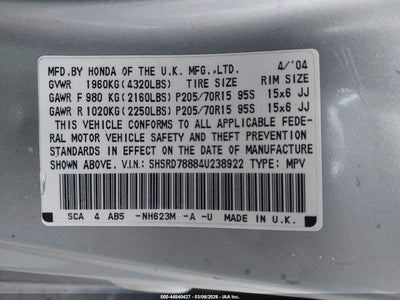 MFD.BY HONDA OF THE U.K. MFG.,LTD. 4/'04
GVWR 1960KG(4320LBS) TIRE SIZE RIM SIZE
GAWR F 980 KG(2160LBS) P205/70R15 95S 15x6 JJ
GAWR R 1020KG(2250LBS) P205/70R15 95S 15x6 JJ
THIS VEHICLE CONFORMS TO ALL APPLICABLE FEDE-
RAL MOTOR VEHICLE SAFETY AND THEFT PREVENTION
STANDARDS IN EFFECT ON THE DATE OF MANUFACTURE
SHOWN ABOVE. V.I.N.: SHSRD78884U238922 TYPE: MPV
SCA 4 AB5 -NH623M -A -U MADE IN U.K.
000-44840427 - 03/06/2026 - IAA Inc.